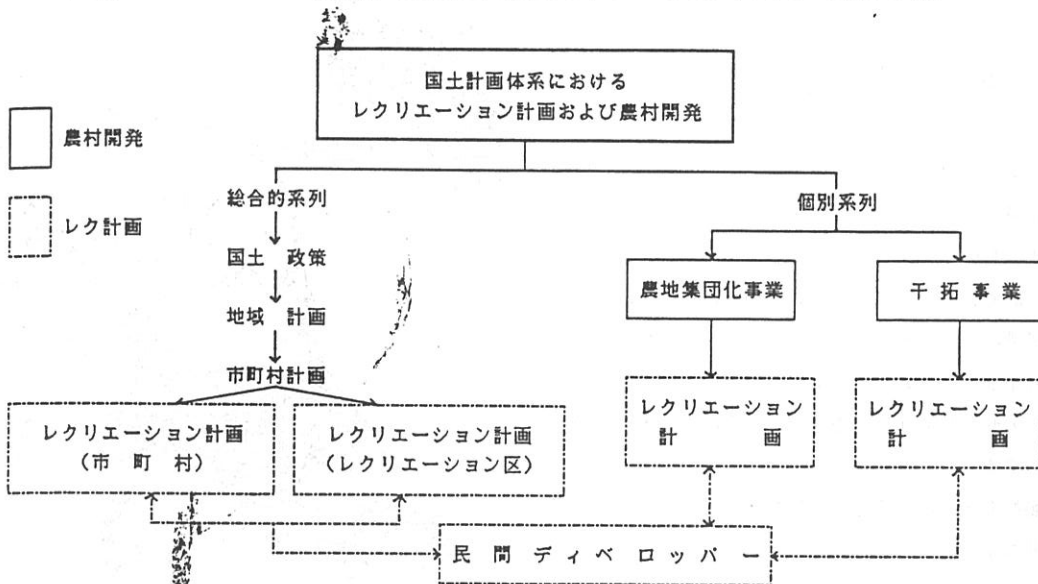 国土計画体系における
レクリエーション計画および農村開発
農村開発
レク計画
総合的系列
国土 政策
地域 計画
市町村計画
レクリエーション計画
（市 町 村）
レクリエーション計画
（レクリエーション区）
個別系列
農地集団化事業
干 拓 事 業
レクリエーション
計 画
レクリエーション
計 画
民 間 ディベ ロッパ ー